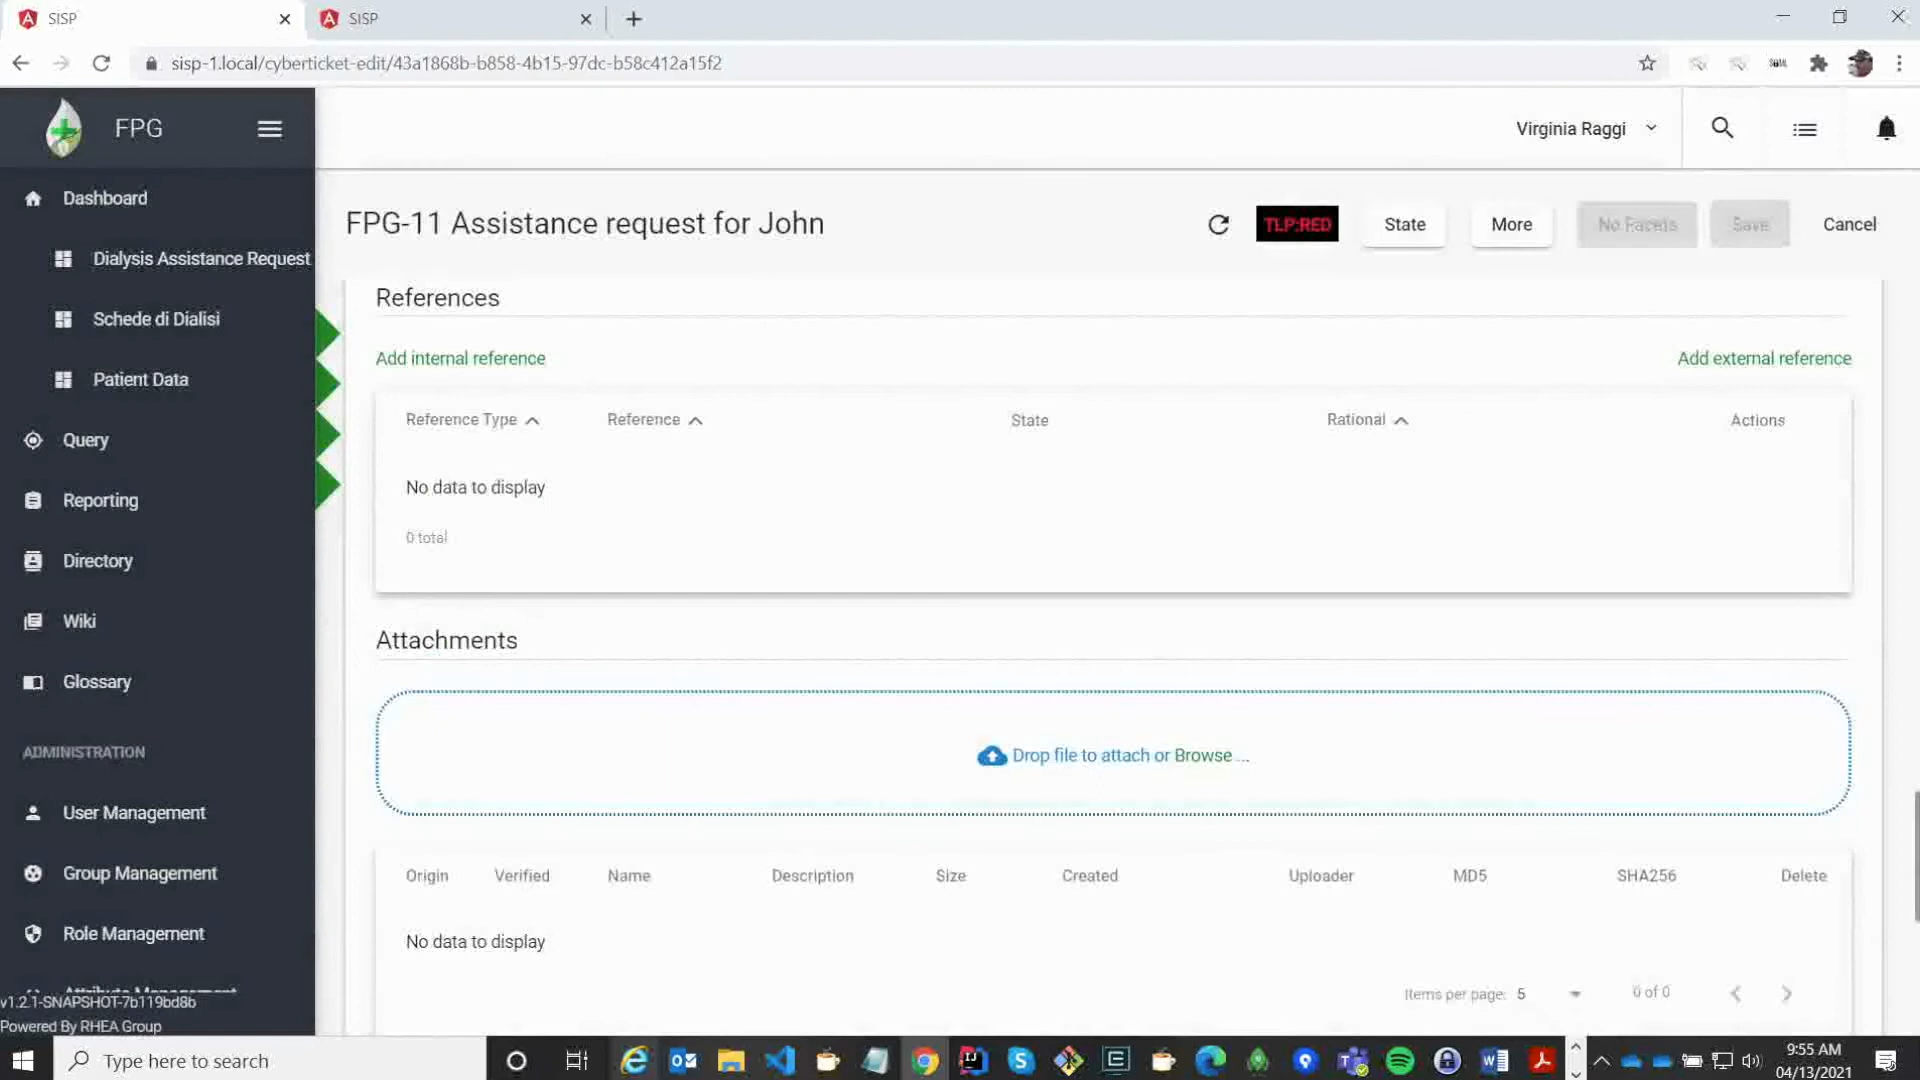 SISP
SISP
sisp-1.local/cyberticket-edit/43a1868b-b858-4b15-97dc-b58c412a15f2
FPG
Virginia Raggi
Dashboard
Dialysis Assistance Request
Schede di Dialisi
Patient Data
Query
Reporting
Directory
Wiki
Glossary
ADMINISTRATION
User Management
Group Management
Role Management
Attribute Management
v1.2.1-SNAPSHOT-7b119bd8b
Powered By RHEA Group
FPG-11 Assistance request for John
TLP:RED
State
More
No Facets
Save
Cancel
References
Add internal reference
Add external reference
Reference Type
Reference
State
Rational
Actions
No data to display
0 total
Attachments
Drop file to attach or Browse ...
Origin
Verified
Name
Description
Size
Created
Uploader
MD5
SHA256
Delete
No data to display
Items per page: 5
0 of 0
Type here to search
9:55 AM
04/13/2021